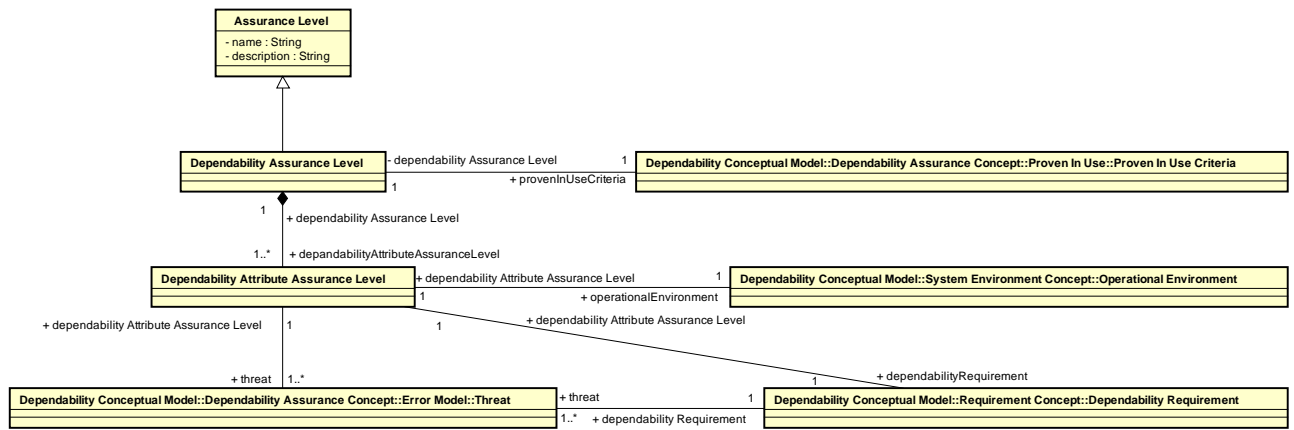 Assurance Level
- name : String
- description : String
Dependability Assurance Level
- dependability Assurance Level
1
Dependability Conceptual Model::Dependability Assurance Concept::Proven In Use::Proven In Use Criteria
1
+ provenInUseCriteria
1
+ dependability Assurance Level
1..*
+ depandabilityAttributeAssuranceLevel
Dependability Attribute Assurance Level
+ dependability Attribute Assurance Level
1
Dependability Conceptual Model::System Environment Concept::Operational Environment
1
+ operationalEnvironment
+ dependability Attribute Assurance Level
1
1
+ dependability Attribute Assurance Level
+ threat
1..*
1
+ dependabilityRequirement
Dependability Conceptual Model::Dependability Assurance Concept::Error Model::Threat
+ threat
1
Dependability Conceptual Model::Requirement Concept::Dependability Requirement
1..*
+ dependability Requirement